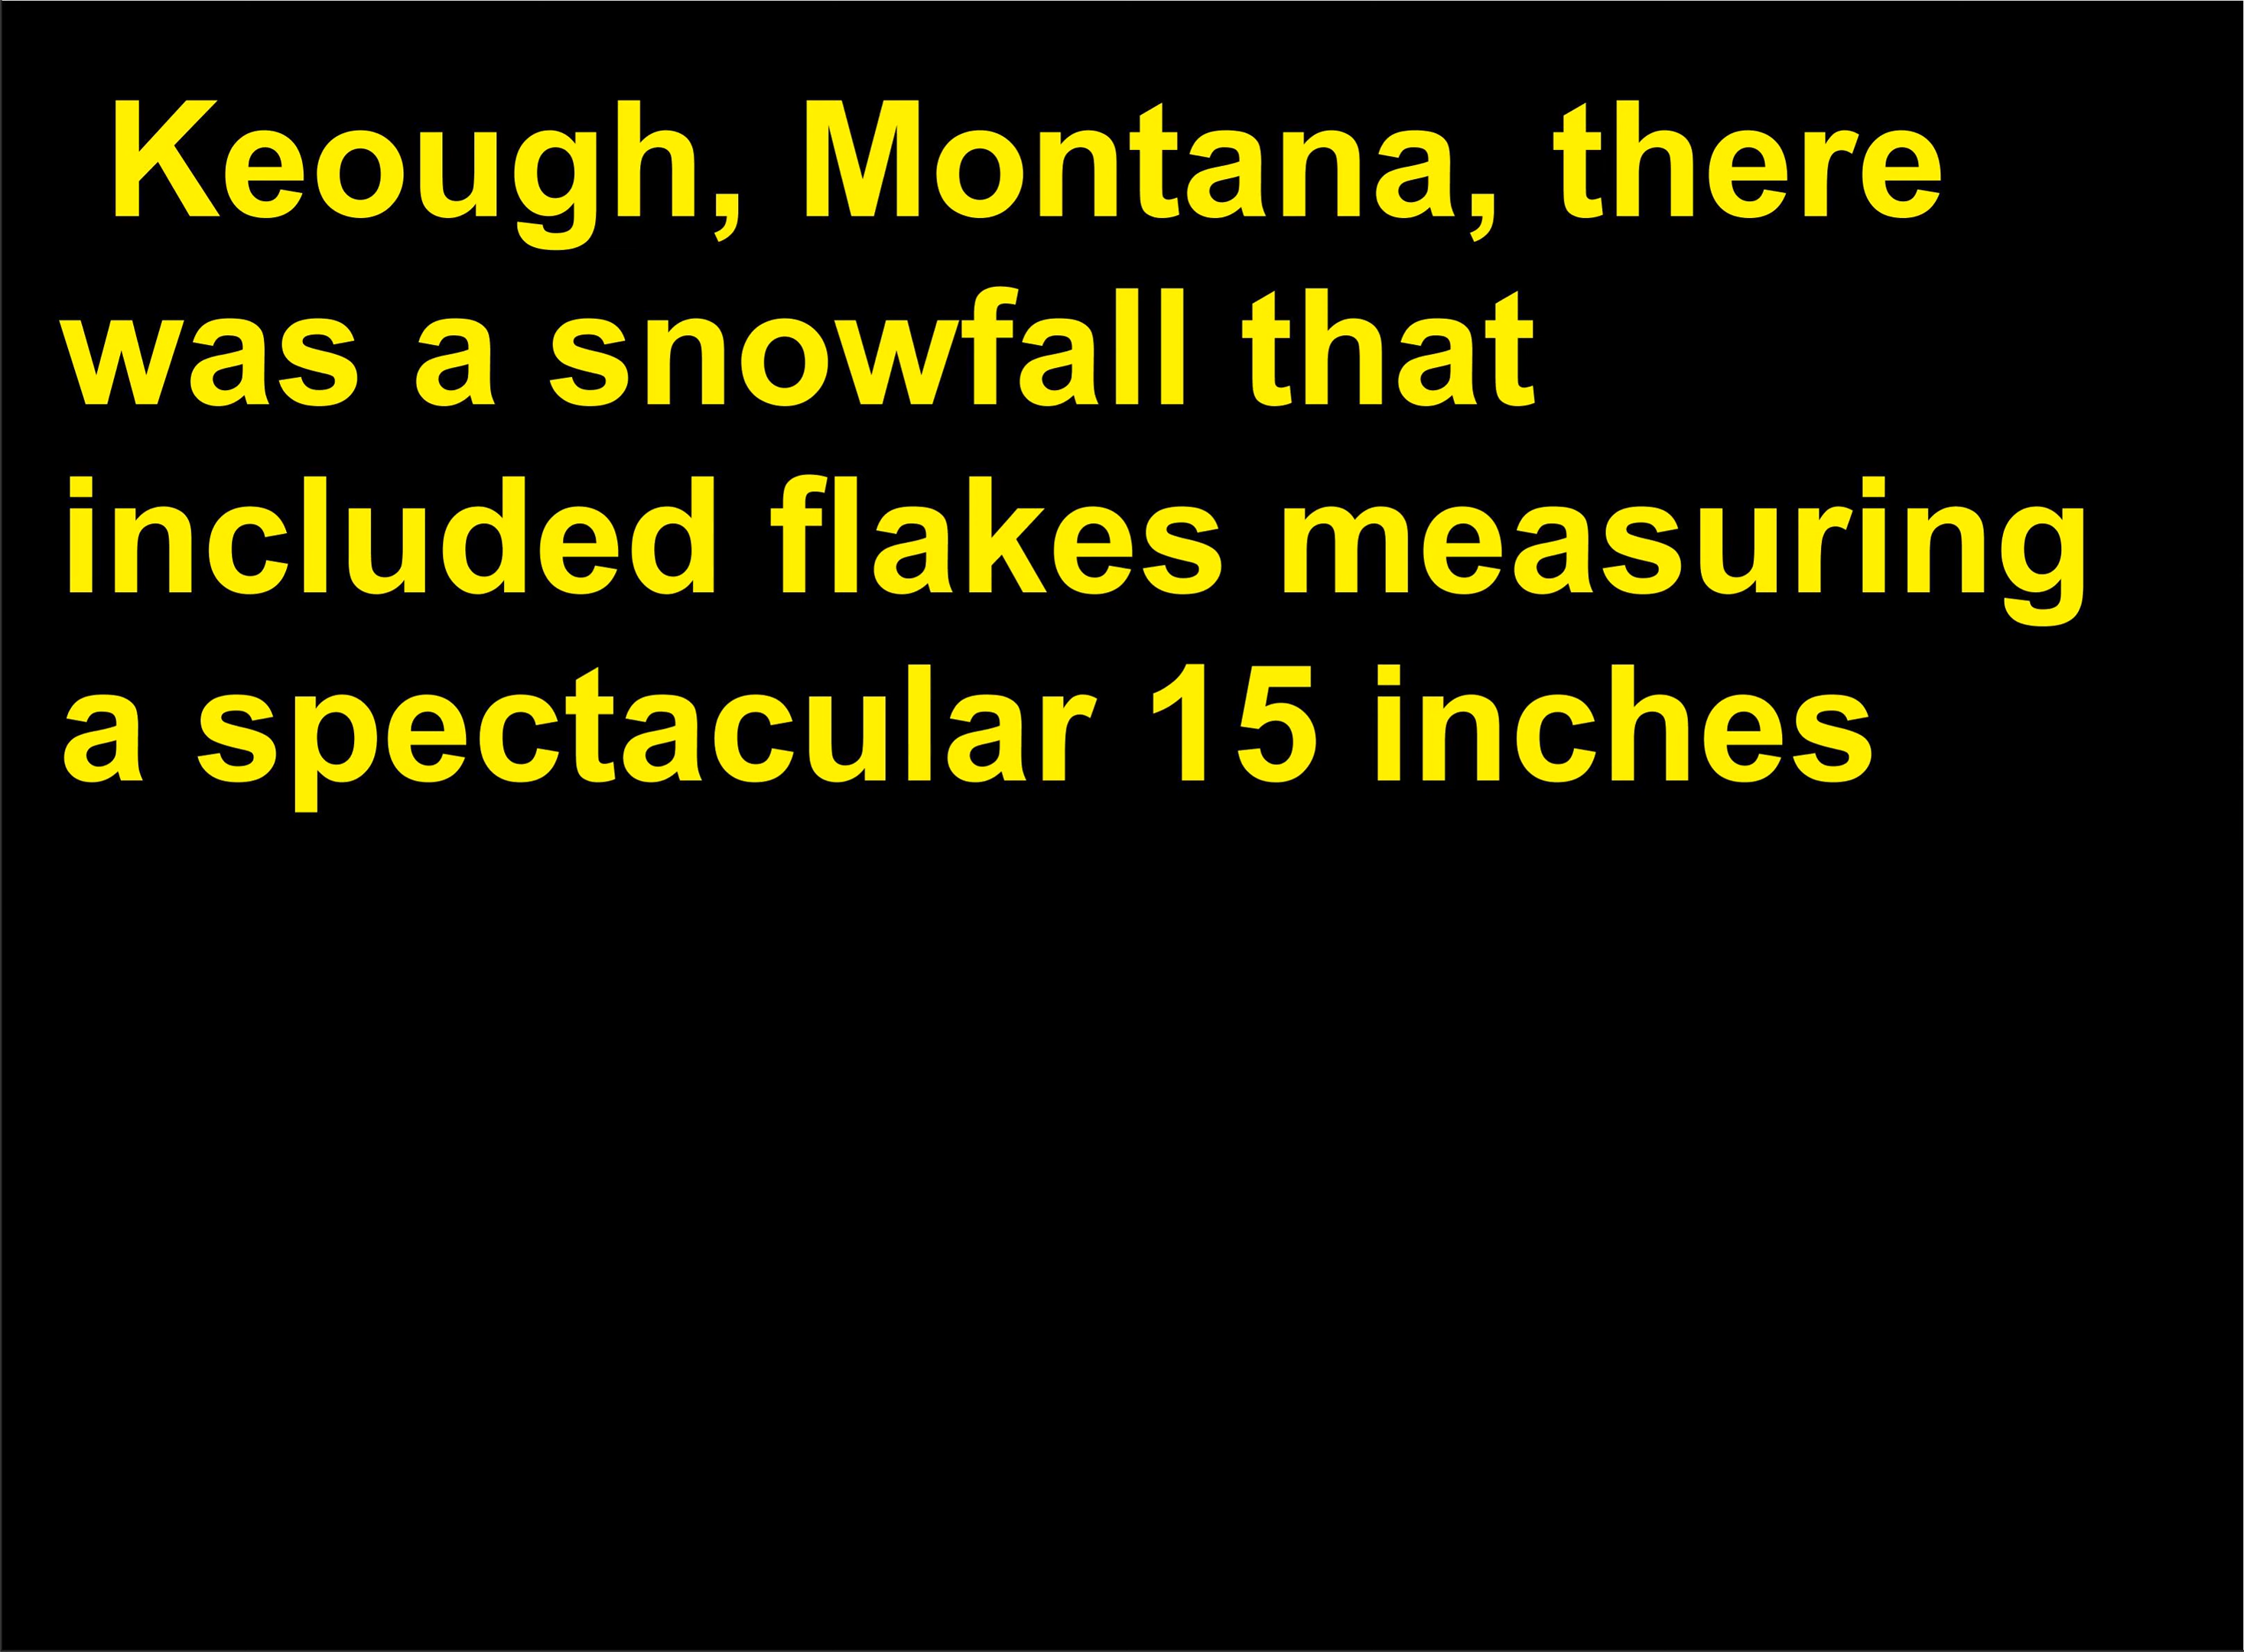 Keough, Montana, there
was a snowfall that
included flakes measuring
a spectacular 15 inches